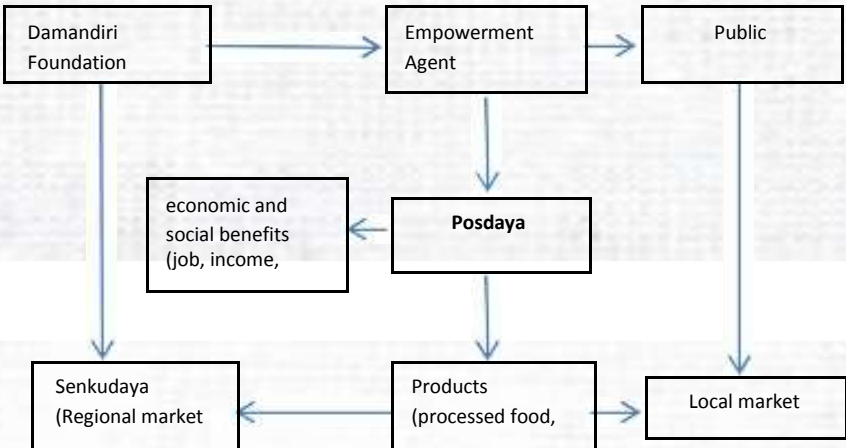 Damandiri
Foundation
Empowerment
Agent
Public
economic and
social benefits
(job, income,
Posdaya
Senkudaya
(Regional market
Products
(processed food,
Local market